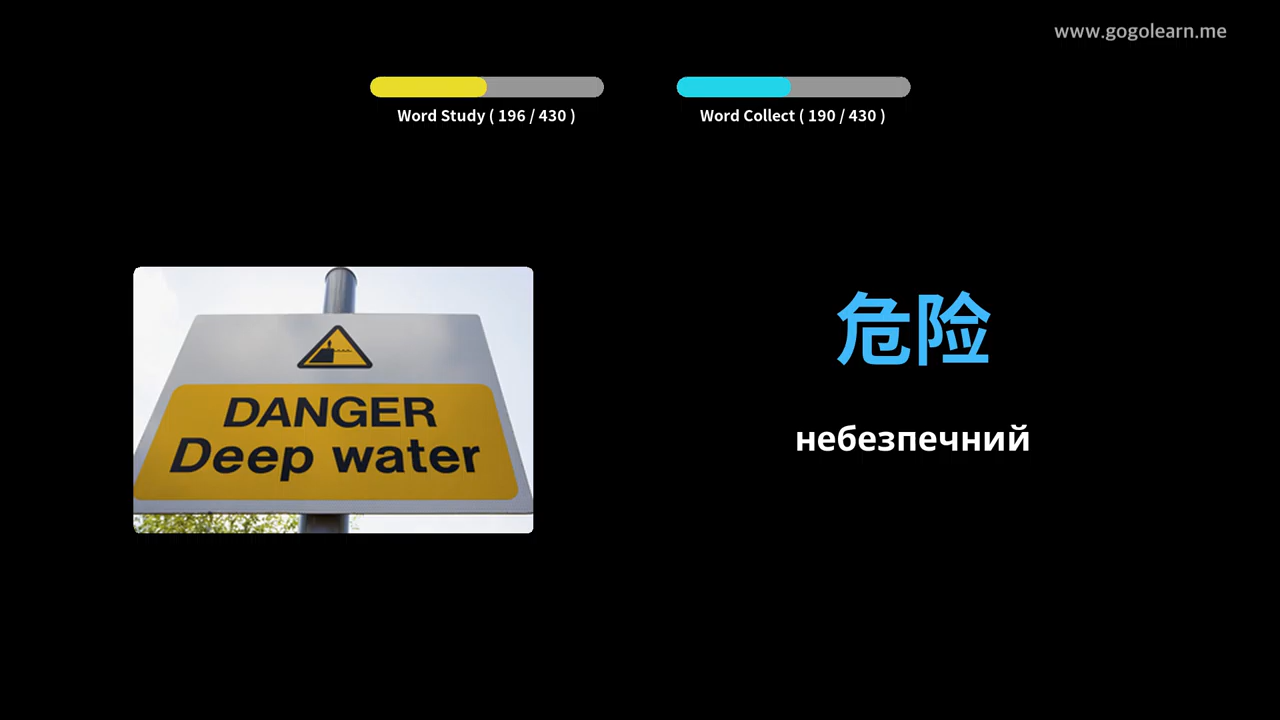 www.gogolearn.me
Word Study ( 196 / 430 )
Word Collect ( 190 / 430 )
DANGER
Deep water
危险
небезпечний